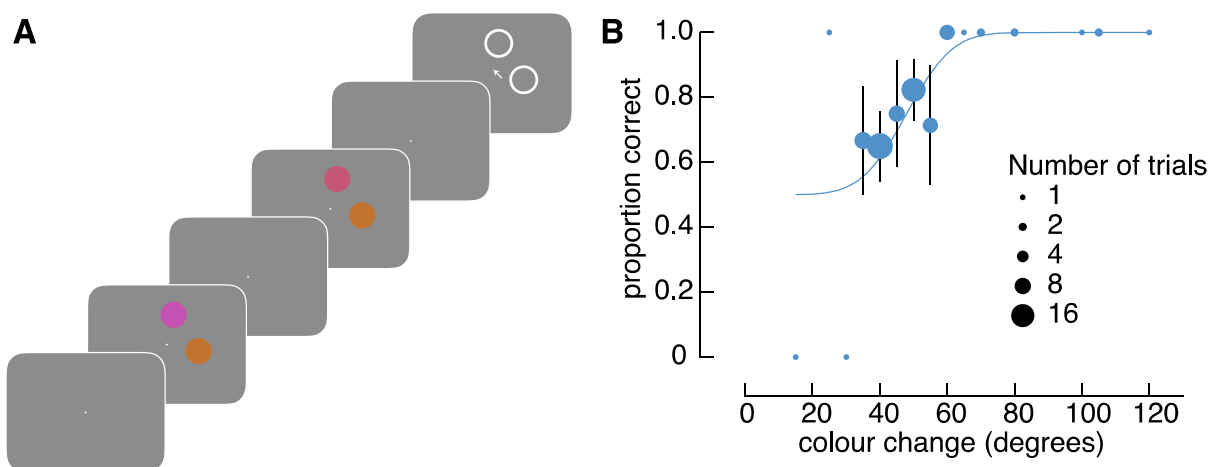 A
B
proportion correct
1.0
0.8
0.6
0.4
0.2
0
Number of trials
1
2
4
8
16
0 20 40 60 80 100 120
colour change (degrees)